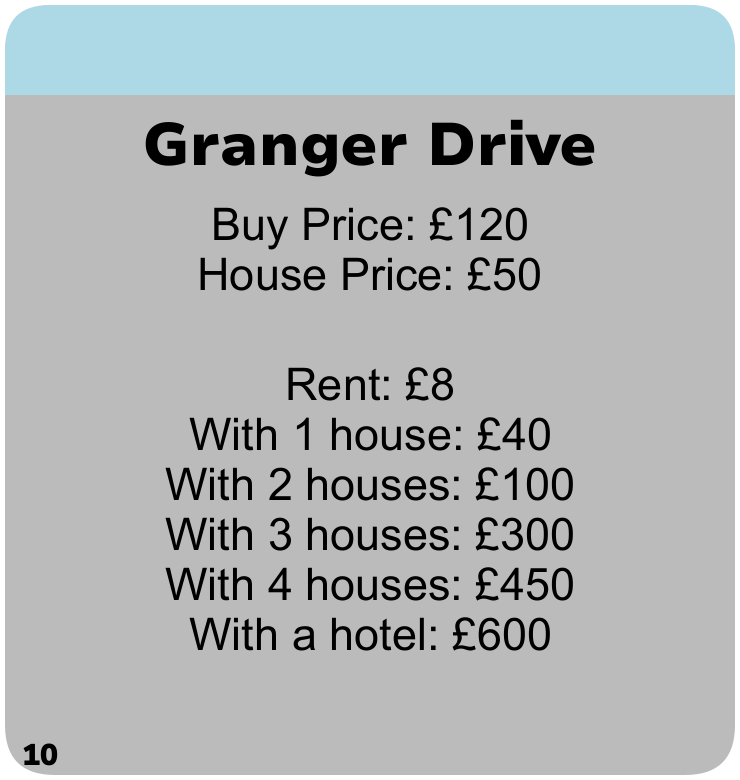 Granger Drive
Buy Price: £120
House Price: £50
Rent: £8
With 1 house: £40
With 2 houses: £100
With 3 houses: £300
With 4 houses: £450
With a hotel: £600
10